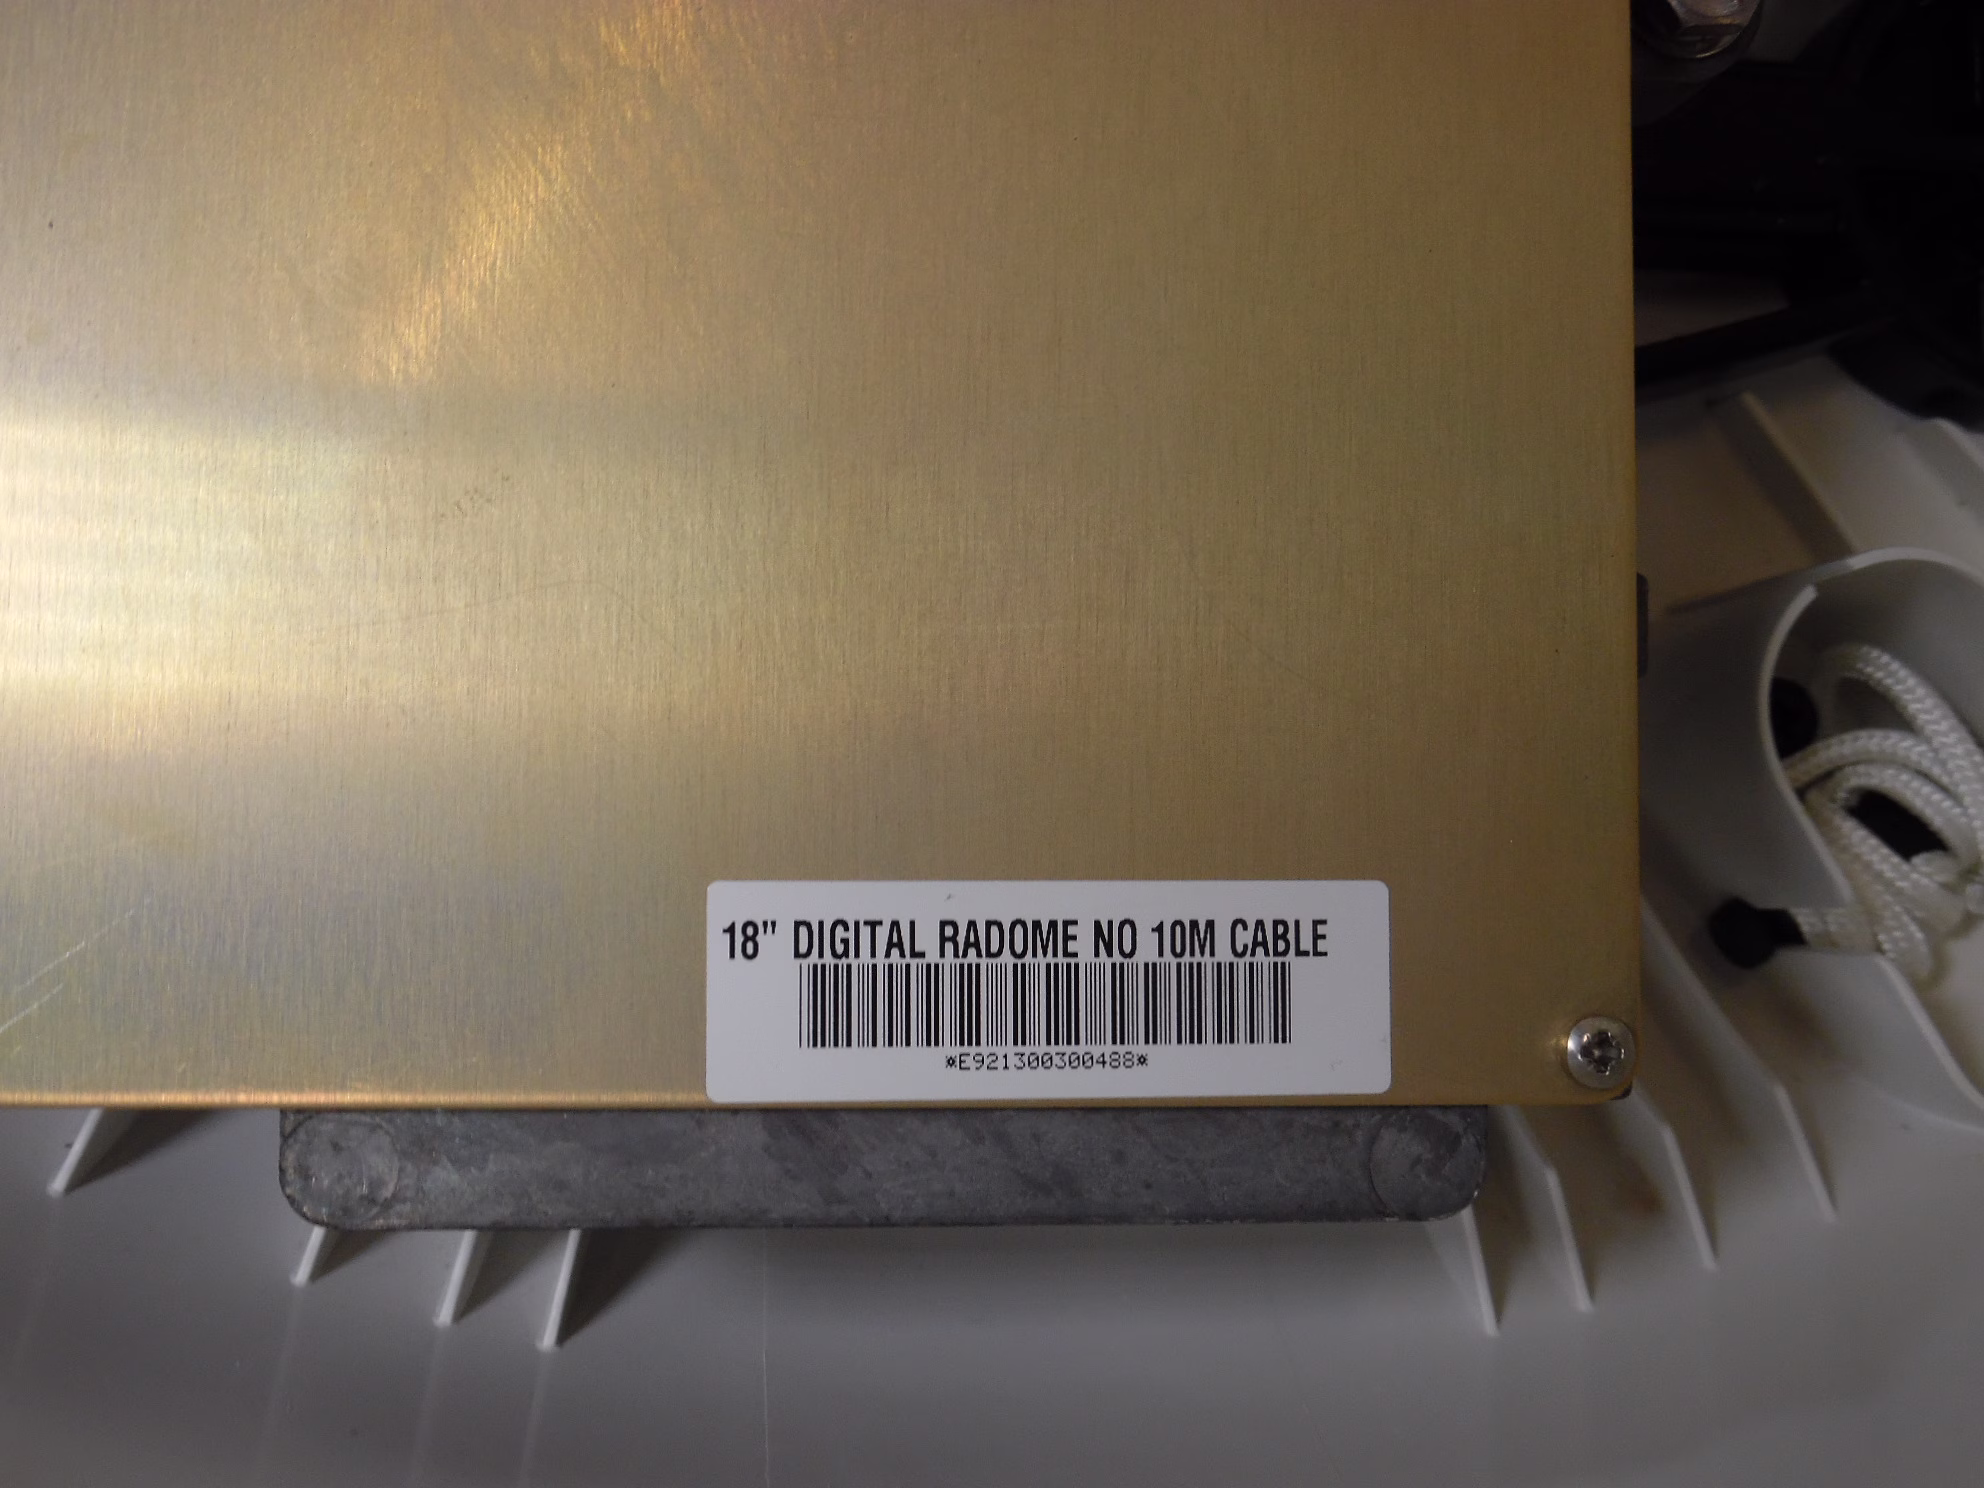 18" DIGITAL RADOME NO 10M CABLE
*E921300300488*